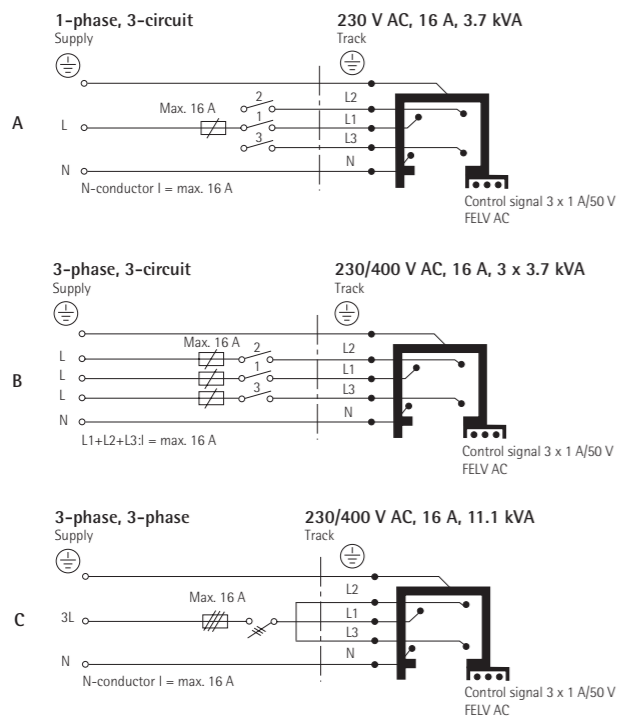 1-phase, 3-circuit
230 V AC, 16 A, 3.7 kVA
Supply
Track
A
Max. 16 A
2
L2
L
1
L1
3
L3
N
N
N-conductor I = max. 16 A
Control signal 3 x 1 A/50 V
FELV AC
3-phase, 3-circuit
230/400 V AC, 16 A, 3 x 3.7 kVA
Supply
Track
B
Max. 16 A
2
L2
L
L
1
L1
L
3
L3
N
N
L1+L2+L3:I = max. 16 A
Control signal 3 x 1 A/50 V
FELV AC
3-phase, 3-phase
230/400 V AC, 16 A, 11.1 kVA
Supply
Track
C
Max. 16 A
L2
3L
L1
L3
N
N
N-conductor I = max. 16 A
Control signal 3 x 1 A/50 V
FELV AC